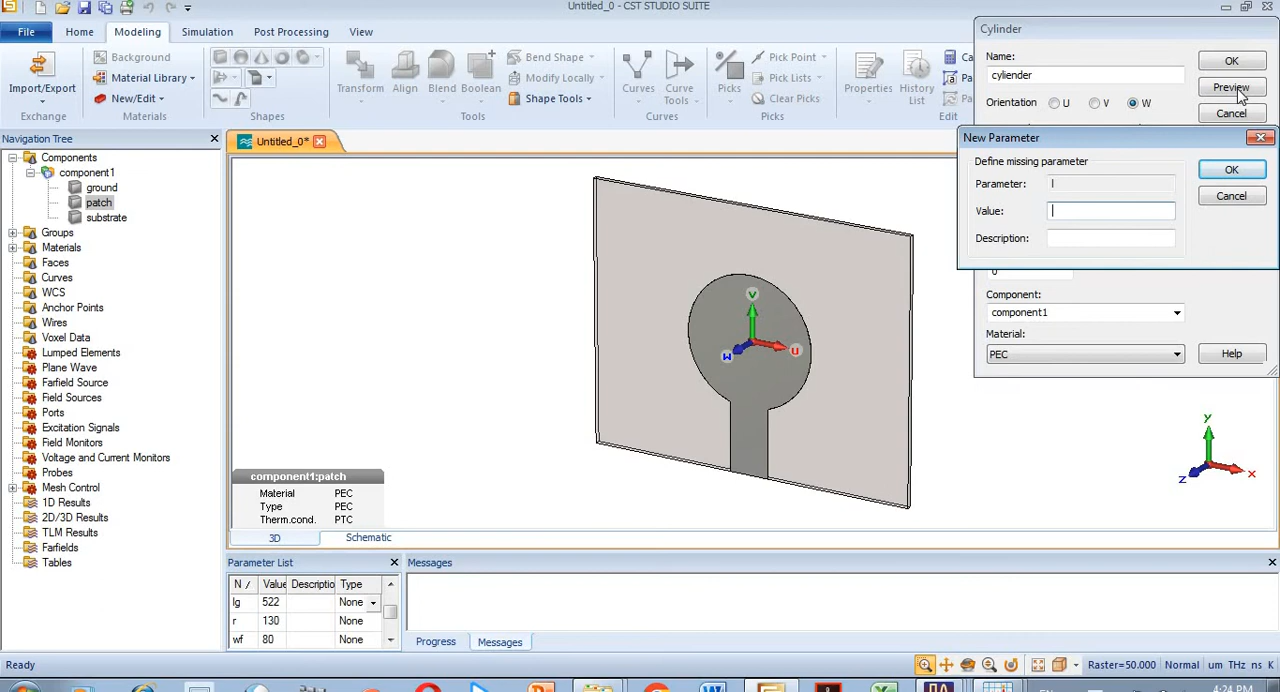 Untitled_0 - CST STUDIO SUITE
File Home Modeling Simulation Post Processing View
Import/Export
Exchange
Background
Material Library
New/Edit
Materials
Shapes
Transform
Align
Blend
Boolean
Bend Shape
Modify Locally
Shape Tools
Tools
Curves
Curve Tools
Curves
Picks
Pick Point
Pick Lists
Clear Picks
Picks
Properties
History List
Edit
Ca
Pa
Pa
Cylinder
Name:
cyliender
Orientation U V W
OK
Preview
Cancel
New Parameter
Define missing parameter
Parameter: l
Value:
Description:
OK
Cancel
0
Component:
component1
Material:
PEC
Help
Navigation Tree
Components
component1
ground
patch
substrate
Groups
Materials
Faces
Curves
WCS
Anchor Points
Wires
Voxel Data
Lumped Elements
Plane Wave
Farfield Source
Field Sources
Ports
Excitation Signals
Field Monitors
Voltage and Current Monitors
Probes
Mesh Control
1D Results
2D/3D Results
TLM Results
Farfields
Tables
Untitled_0*
v
w
u
y
z
x
component1:patch
Material PEC
Type PEC
Therm.cond. PTC
3D Schematic
Parameter List
N / Value Descriptio Type
lg 522 None
r 130 None
wf 80 None
Messages
Progress Messages
Ready
Raster=50.000 Normal um THz ns K
4:24 PM